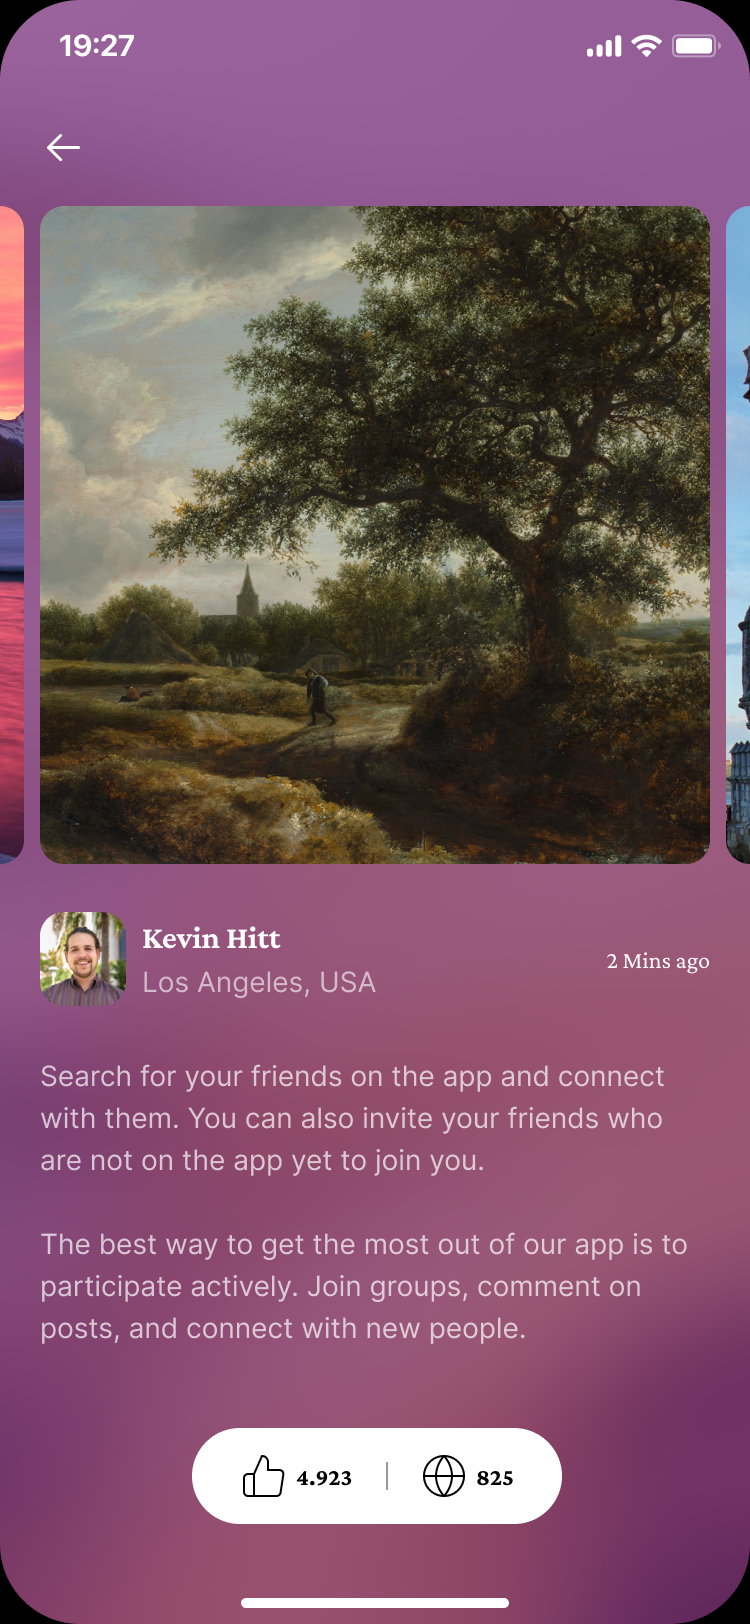 19:27
Kevin Hitt
Los Angeles, USA
2 Mins ago
Search for your friends on the app and connect
with them. You can also invite your friends who
are not on the app yet to join you.
The best way to get the most out of our app is to
participate actively. Join groups, comment on
posts, and connect with new people.
4.923
825